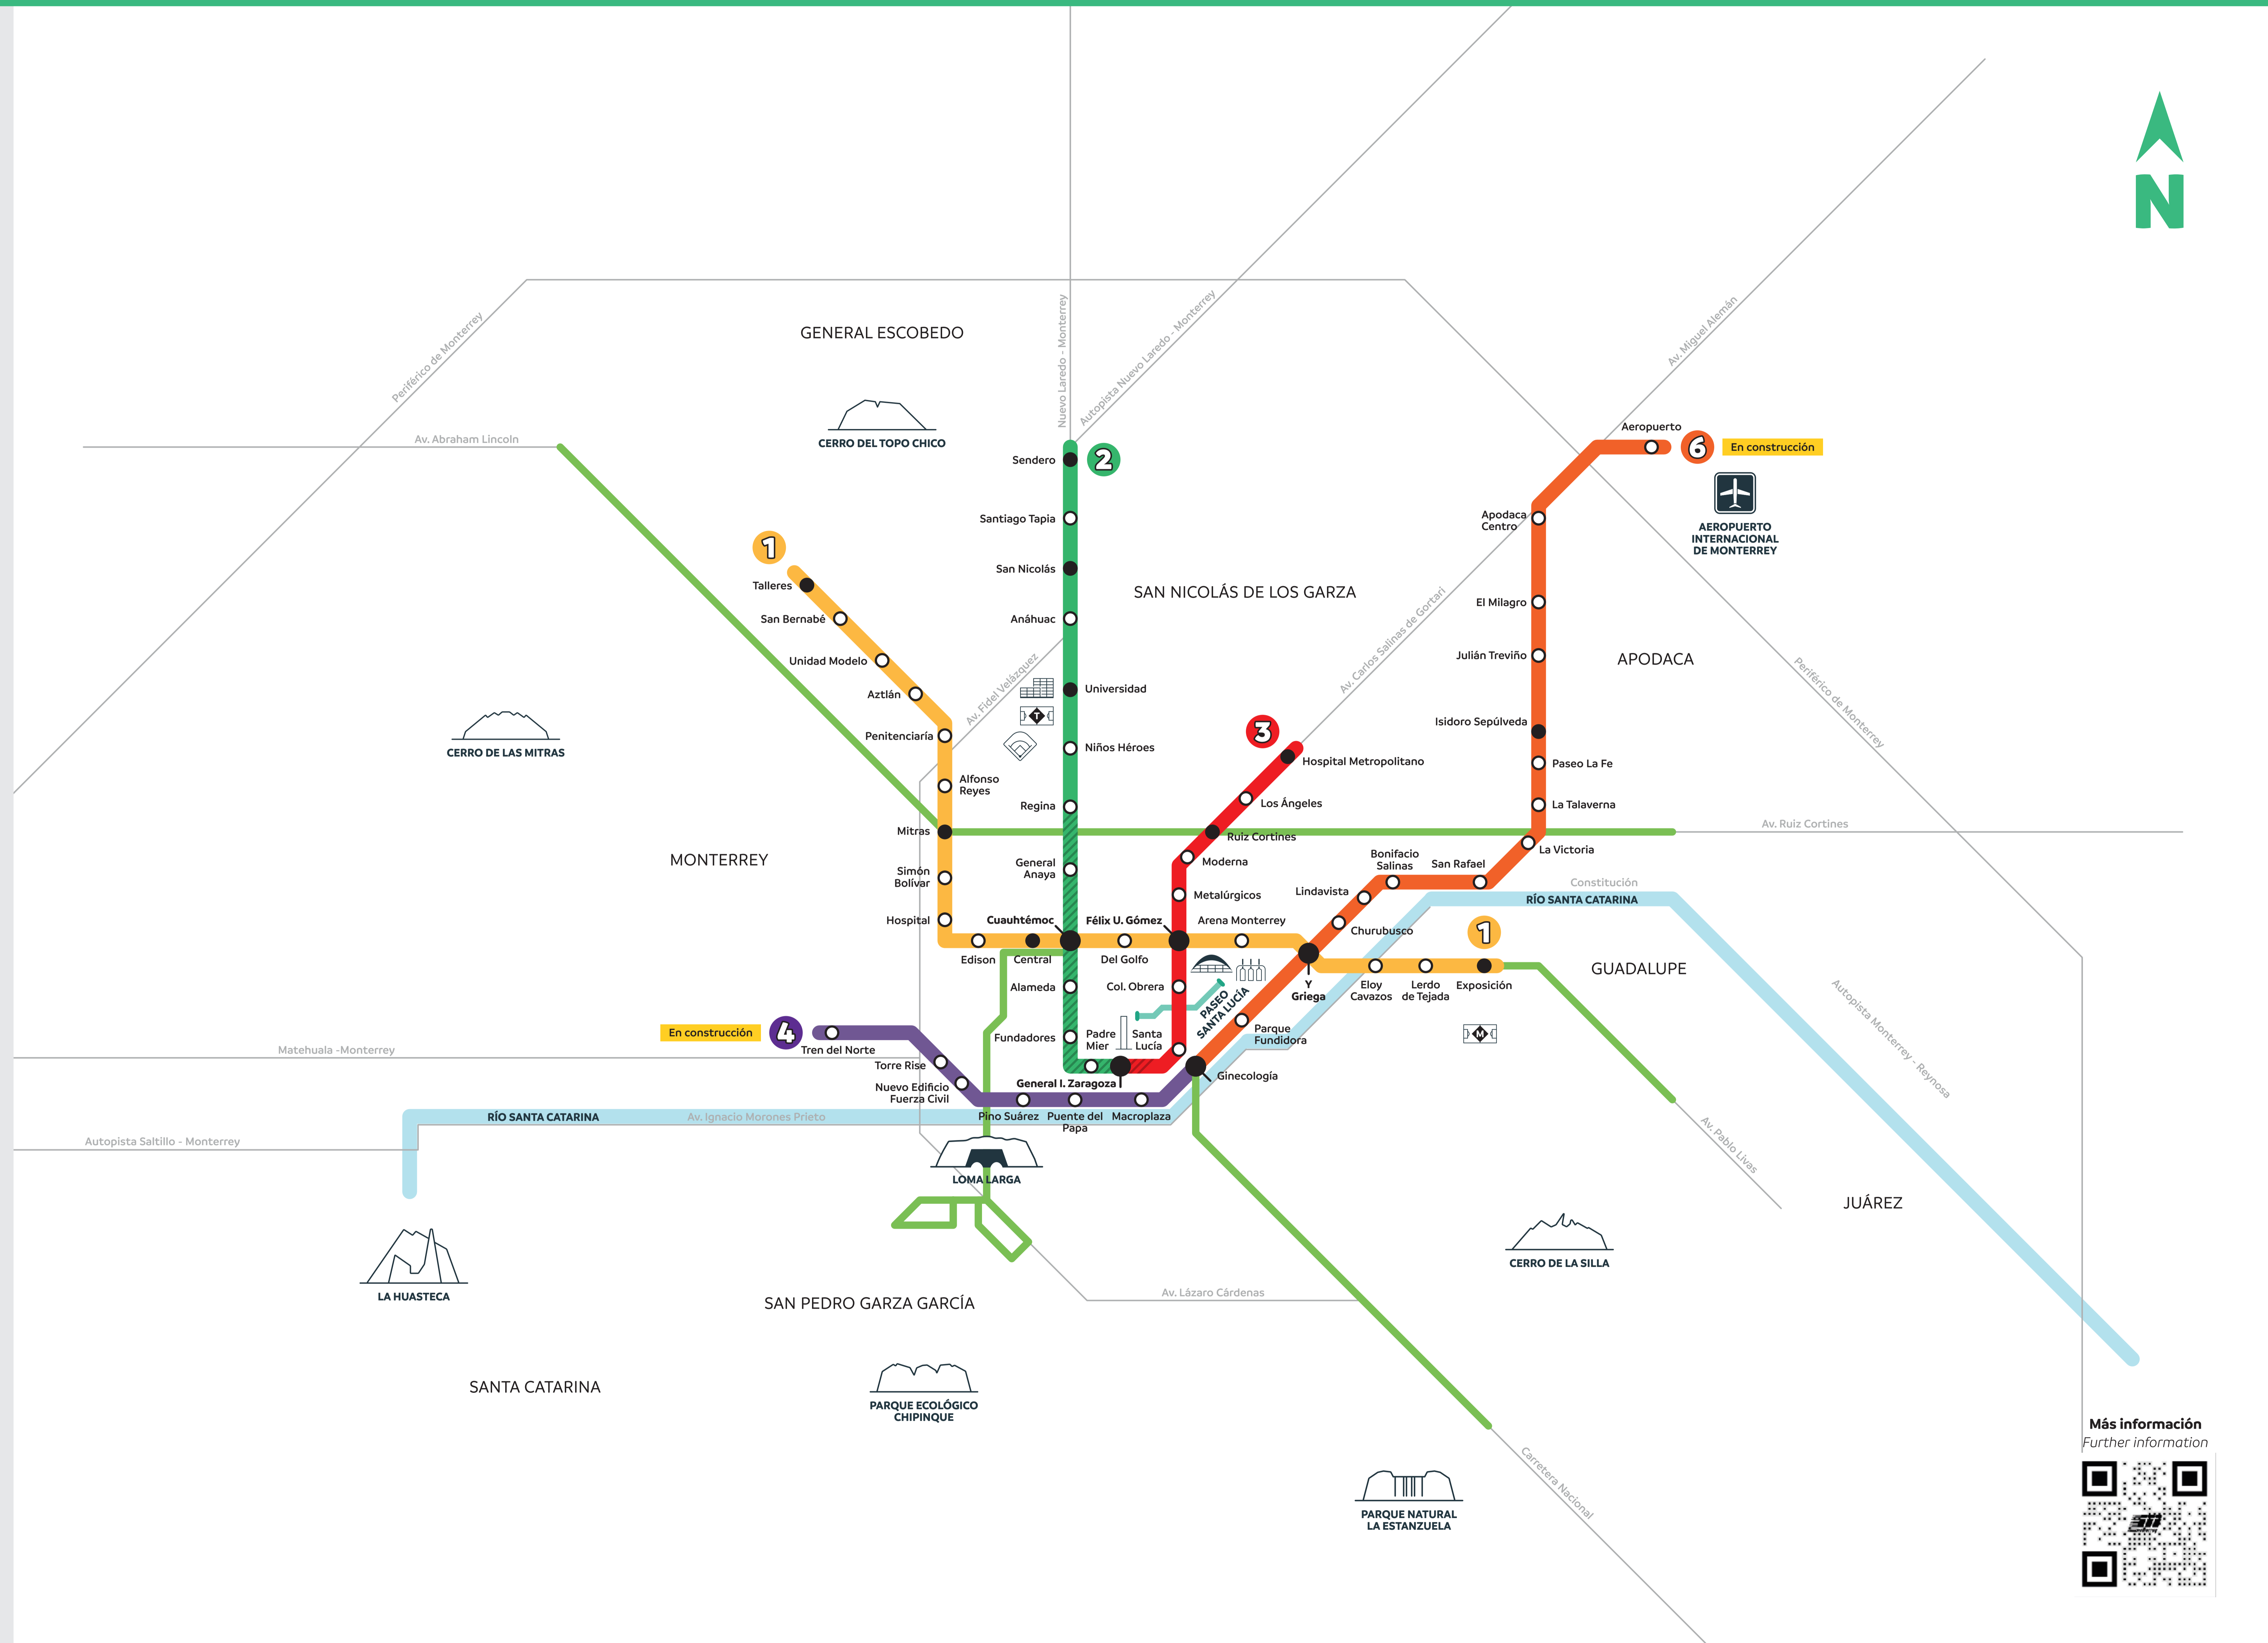 N
Nuevo Laredo - Monterrey
Autopista Nuevo Laredo - Monterrey
Periférico de Monterrey
GENERAL ESCOBEDO
Av. Miguel Alemán
CERRO DEL TOPO CHICO
Av. Abraham Lincoln
Sendero
2
Aeropuerto
6
En construcción
Santiago Tapia
Apodaca
Centro
AEROPUERTO
INTERNACIONAL
DE MONTERREY
1
Talleres
San Nicolás
SAN NICOLÁS DE LOS GARZA
El Milagro
San Bernabé
Anáhuac
Av. Carlos Salinas de Gortari
Unidad Modelo
Av. Fidel Velázquez
Julián Treviño
APODACA
Periférico de Monterrey
Aztlán
Universidad
T
CERRO DE LAS MITRAS
Penitenciaría
Niños Héroes
3
Hospital Metropolitano
Isidoro Sepúlveda
Paseo La Fe
Alfonso
Reyes
Regina
Los Ángeles
La Talaverna
Mitras
Ruiz Cortines
Av. Ruiz Cortines
MONTERREY
Moderna
La Victoria
Simón
Bolívar
General
Anaya
Bonifacio
Salinas
San Rafael
Metalúrgicos
Lindavista
Constitución
RÍO SANTA CATARINA
Hospital
Cuauhtémoc
Félix U. Gómez
Arena Monterrey
Churubusco
1
Edison
Central
Del Golfo
GUADALUPE
Alameda
Col. Obrera
PASEO
SANTA LUCÍA
Y
Griega
Eloy
Cavazos
Lerdo
de Tejada
Exposición
M
Autopista Monterrey - Reynosa
En construcción
4
Tren del Norte
Fundadores
Padre
Mier
Santa
Lucía
Parque
Fundidora
Matehuala -Monterrey
Torre Rise
General I. Zaragoza
Ginecología
Nuevo Edificio
Fuerza Civil
Pino Suárez
Puente del
Papa
Macroplaza
RÍO SANTA CATARINA
Av. Ignacio Morones Prieto
Autopista Saltillo - Monterrey
Av. Pablo Livas
LOMA LARGA
JUÁREZ
CERRO DE LA SILLA
LA HUASTECA
SAN PEDRO GARZA GARCÍA
Av. Lázaro Cárdenas
SANTA CATARINA
PARQUE ECOLÓGICO
CHIPINQUE
Carretera Nacional
PARQUE NATURAL
LA ESTANZUELA
Más información
Further information